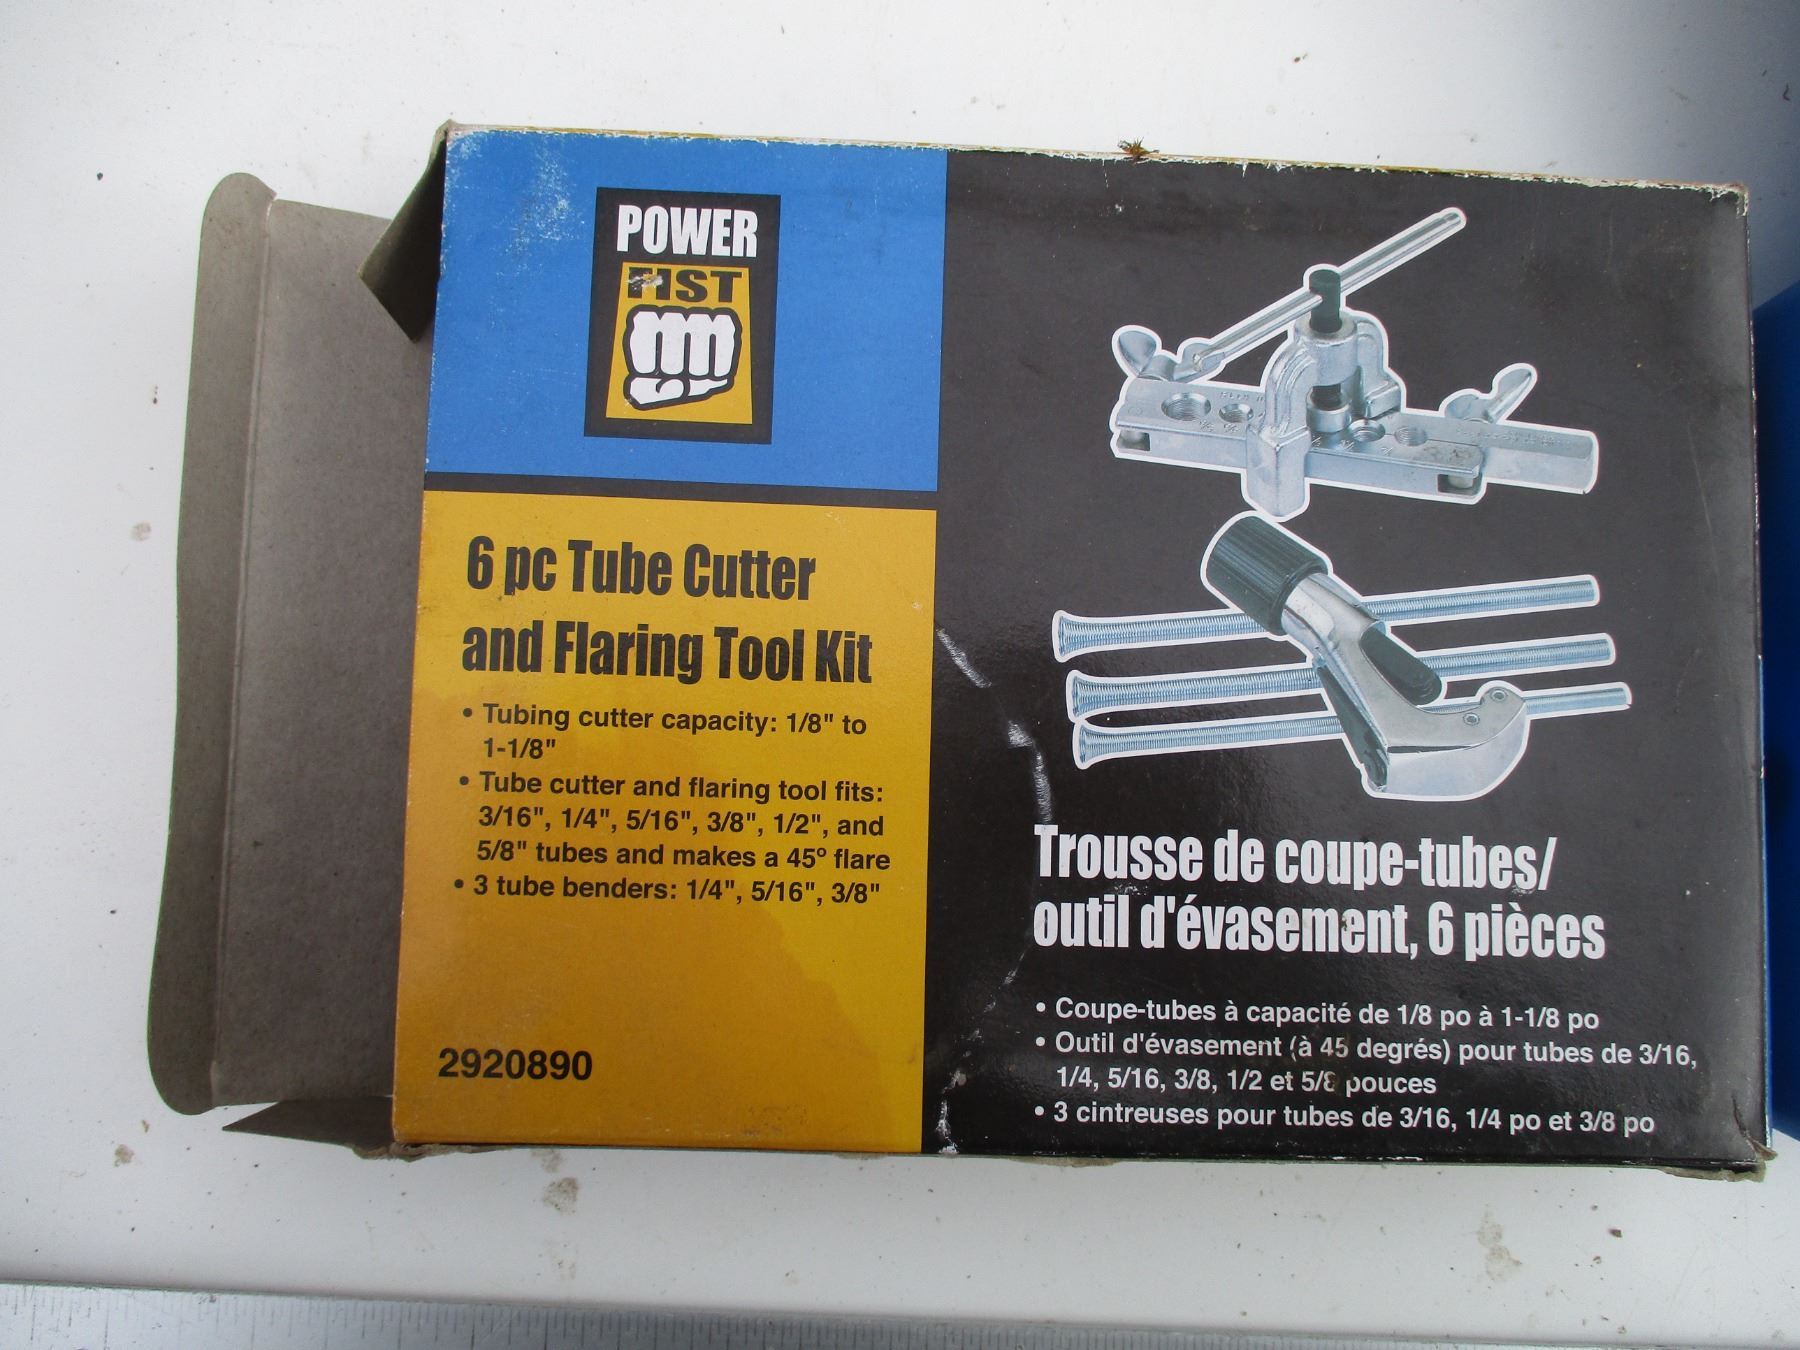 POWER
FIST
6 pc Tube Cutter
and Flaring Tool Kit
• Tubing cutter capacity: 1/8" to
1-1/8"
• Tube cutter and flaring tool fits:
3/16", 1/4", 5/16", 3/8", 1/2", and
5/8" tubes and makes a 45º flare
• 3 tube benders: 1/4", 5/16", 3/8"
2920890
Trousse de coupe-tubes/
outil d'évasement, 6 pièces
• Coupe-tubes à capacité de 1/8 po à 1-1/8 po
• Outil d'évasement (à 45 degrés) pour tubes de 3/16,
1/4, 5/16, 3/8, 1/2 et 5/8 pouces
• 3 cintreuses pour tubes de 3/16, 1/4 po et 3/8 po